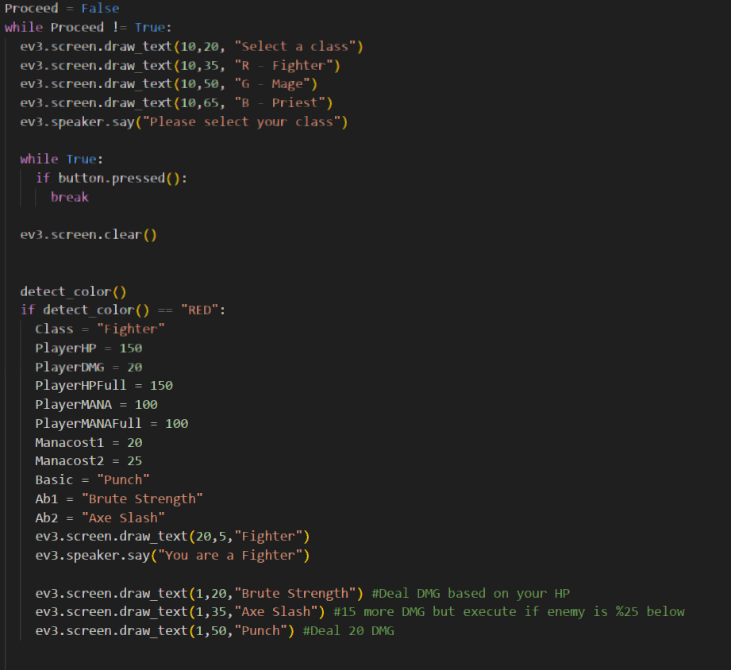 Proceed = False
while Proceed != True:
  ev3.screen.draw_text(10,20, "Select a class")
  ev3.screen.draw_text(10,35, "R - Fighter")
  ev3.screen.draw_text(10,50, "G - Mage")
  ev3.screen.draw_text(10,65, "B - Priest")
  ev3.speaker.say("Please select your class")
  while True:
    if button.pressed():
      break
  ev3.screen.clear()
  detect_color()
  if detect_color() == "RED":
    Class = "Fighter"
    PlayerHP = 150
    PlayerDMG = 20
    PlayerHPFull = 150
    PlayerMANA = 100
    PlayerMANAFull = 100
    Manacost1 = 20
    Manacost2 = 25
    Basic = "Punch"
    Ab1 = "Brute Strength"
    Ab2 = "Axe Slash"
    ev3.screen.draw_text(20,5,"Fighter")
    ev3.speaker.say("You are a Fighter")
    ev3.screen.draw_text(1,20,"Brute Strength") #Deal DMG based on your HP
    ev3.screen.draw_text(1,35,"Axe Slash") #15 more DMG but execute if enemy is %25 below
    ev3.screen.draw_text(1,50,"Punch") #Deal 20 DMG